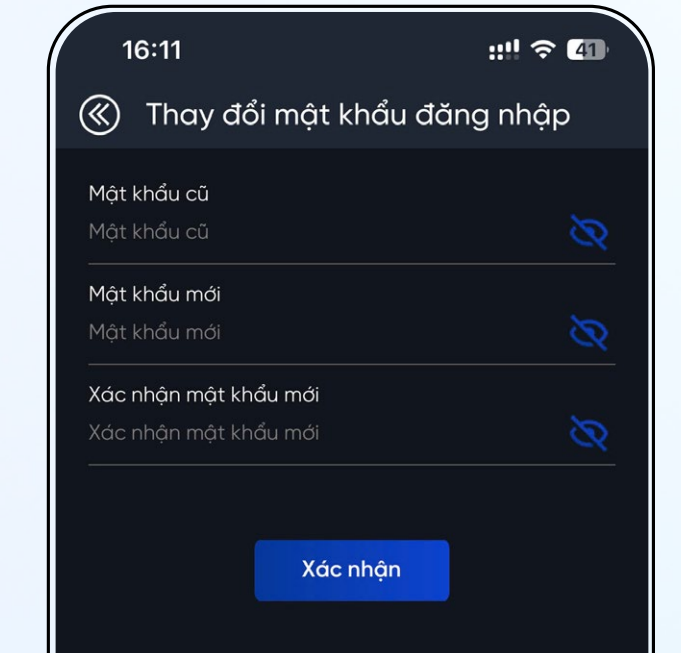 16:11
41
Thay đổi mật khẩu đăng nhập
Mật khẩu cũ
Mật khẩu cũ
Mật khẩu mới
Mật khẩu mới
Xác nhận mật khẩu mới
Xác nhận mật khẩu mới
Xác nhận